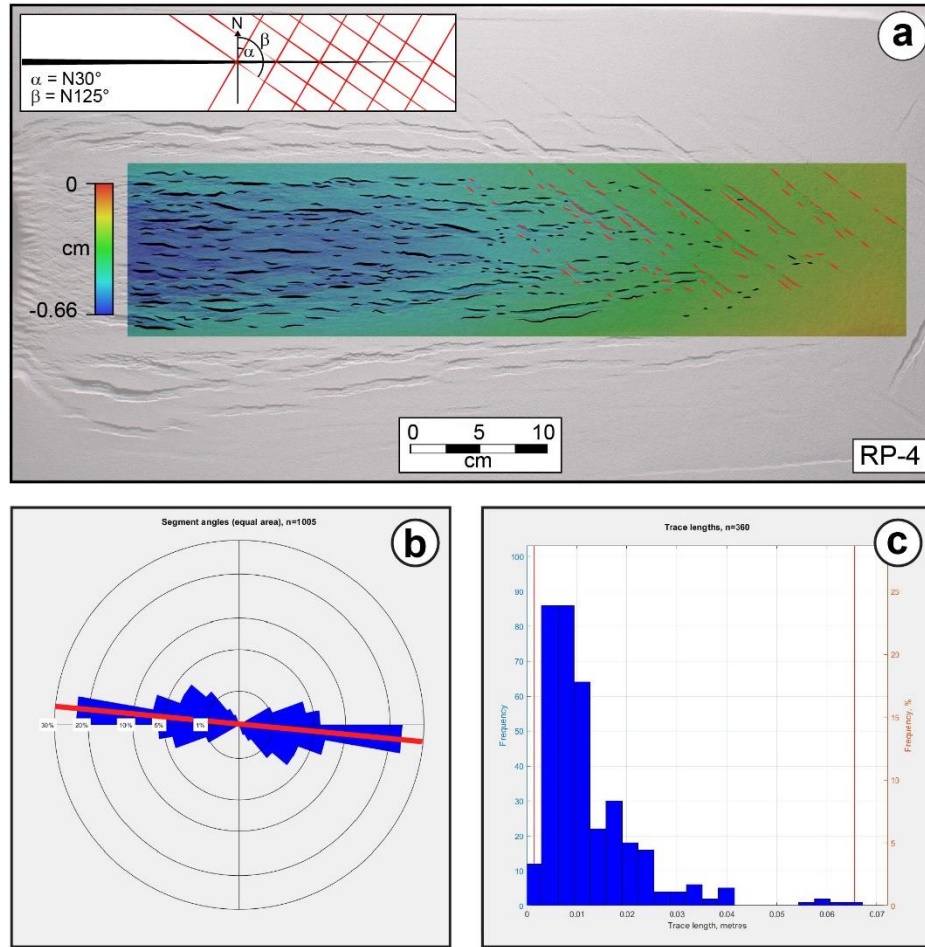 a
N
β
α
α = N30°
β = N125°
0
cm
-0.66
0 5 10
cm
RP-4
b
Segment angles (equal area), n=1005
30% 20% 10% 5% 1%
c
Trace lengths, n=360
100
90
80
70
60
50
40
30
20
10
0
Frequency
25
20
15
10
5
0
Frequency, %
0 0.01 0.02 0.03 0.04 0.05 0.06 0.07
Trace length, metres